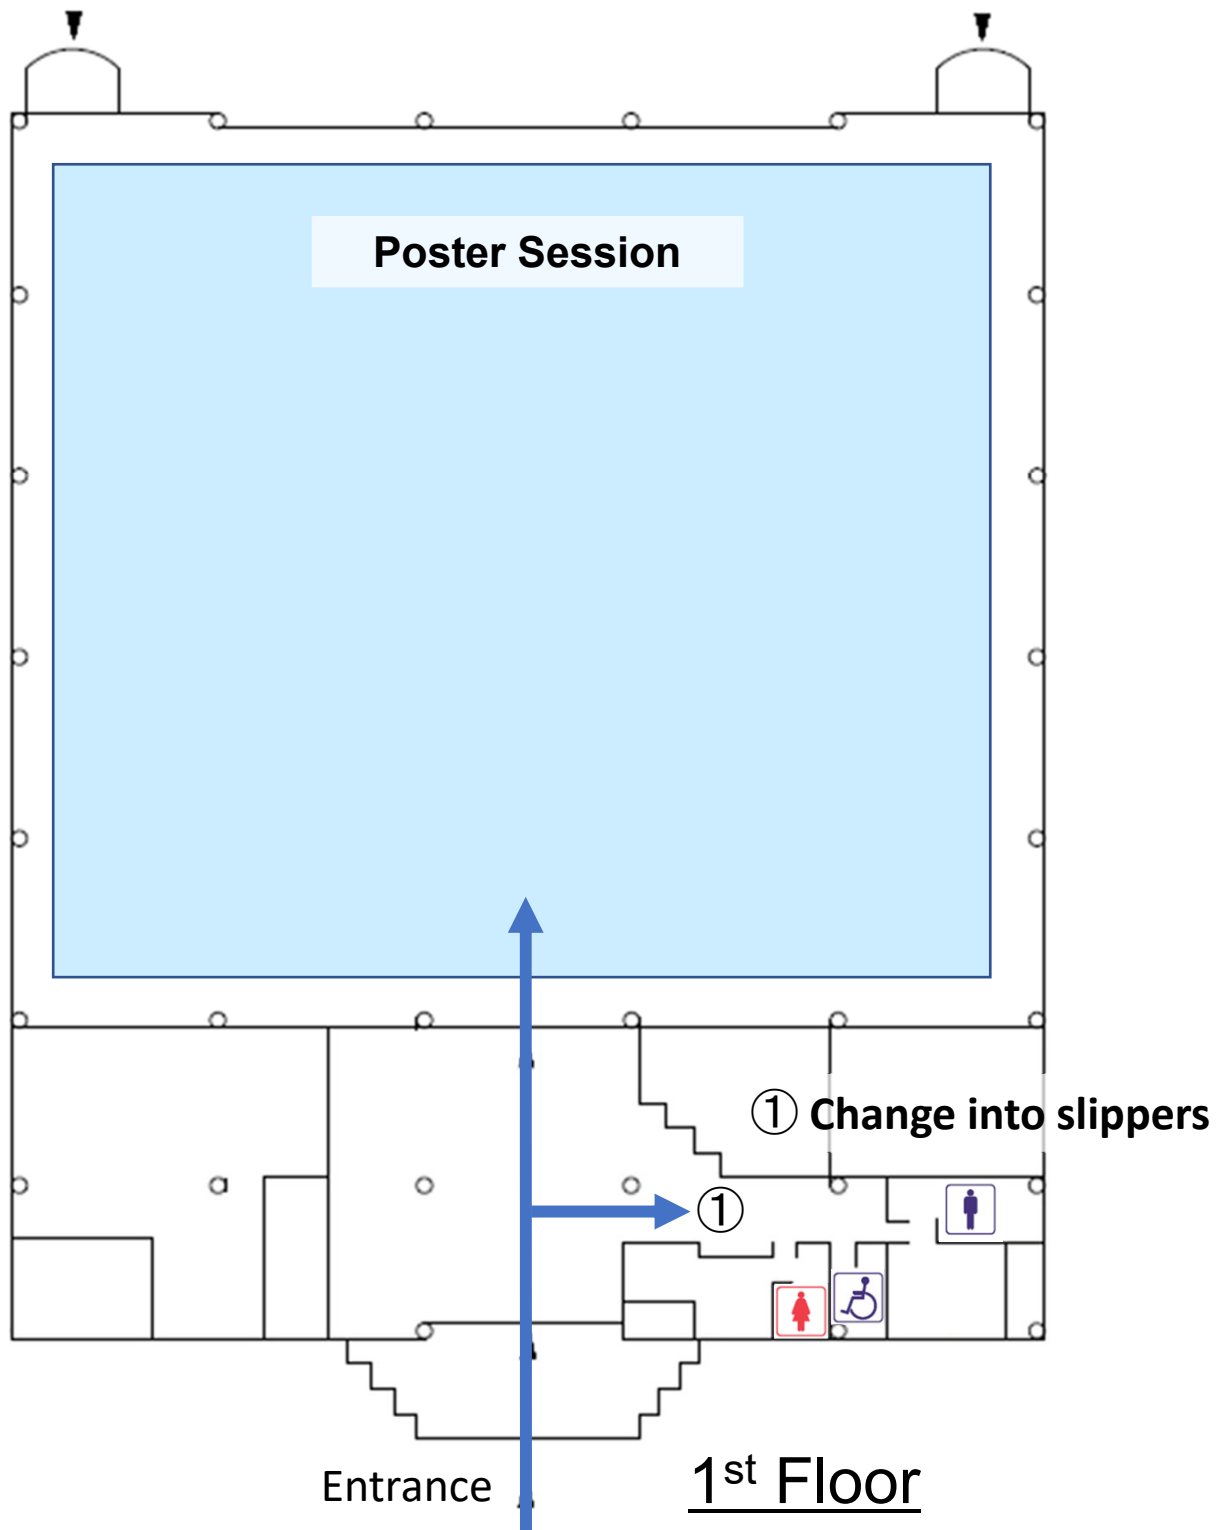 Poster Session
① Change into slippers
①
Entrance
1st Floor